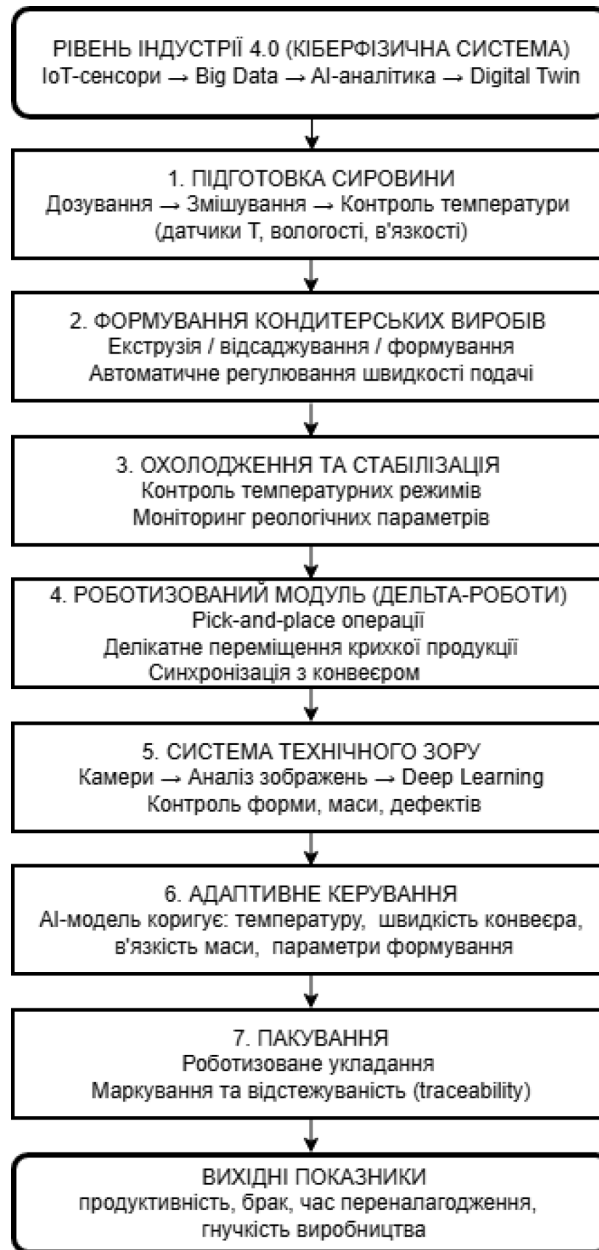 РІВЕНЬ ІНДУСТРІЇ 4.0 (КІБЕРФІЗИЧНА СИСТЕМА)
IoT-сенсори → Big Data → AI-аналітика → Digital Twin
1. ПІДГОТОВКА СИРОВИНИ
Дозування → Змішування → Контроль температури
(датчики Т, вологості, в'язкості)
2. ФОРМУВАННЯ КОНДИТЕРСЬКИХ ВИРОБІВ
Екструзія / відсаджування / формування
Автоматичне регулювання швидкості подачі
3. ОХОЛОДЖЕННЯ ТА СТАБІЛІЗАЦІЯ
Контроль температурних режимів
Моніторинг реологічних параметрів
4. РОБОТИЗОВАНИЙ МОДУЛЬ (ДЕЛЬТА-РОБОТИ)
Pick-and-place операції
Делікатне переміщення крихкої продукції
Синхронізація з конвеєром
5. СИСТЕМА ТЕХНІЧНОГО ЗОРУ
Камери → Аналіз зображень → Deep Learning
Контроль форми, маси, дефектів
6. АДАПТИВНЕ КЕРУВАННЯ
AI-модель коригує: температуру, швидкість конвеєра,
в'язкість маси, параметри формування
7. ПАКУВАННЯ
Роботизоване укладання
Маркування та відстежуваність (traceability)
ВИХІДНІ ПОКАЗНИКИ
продуктивність, брак, час переналагодження,
гнучкість виробництва